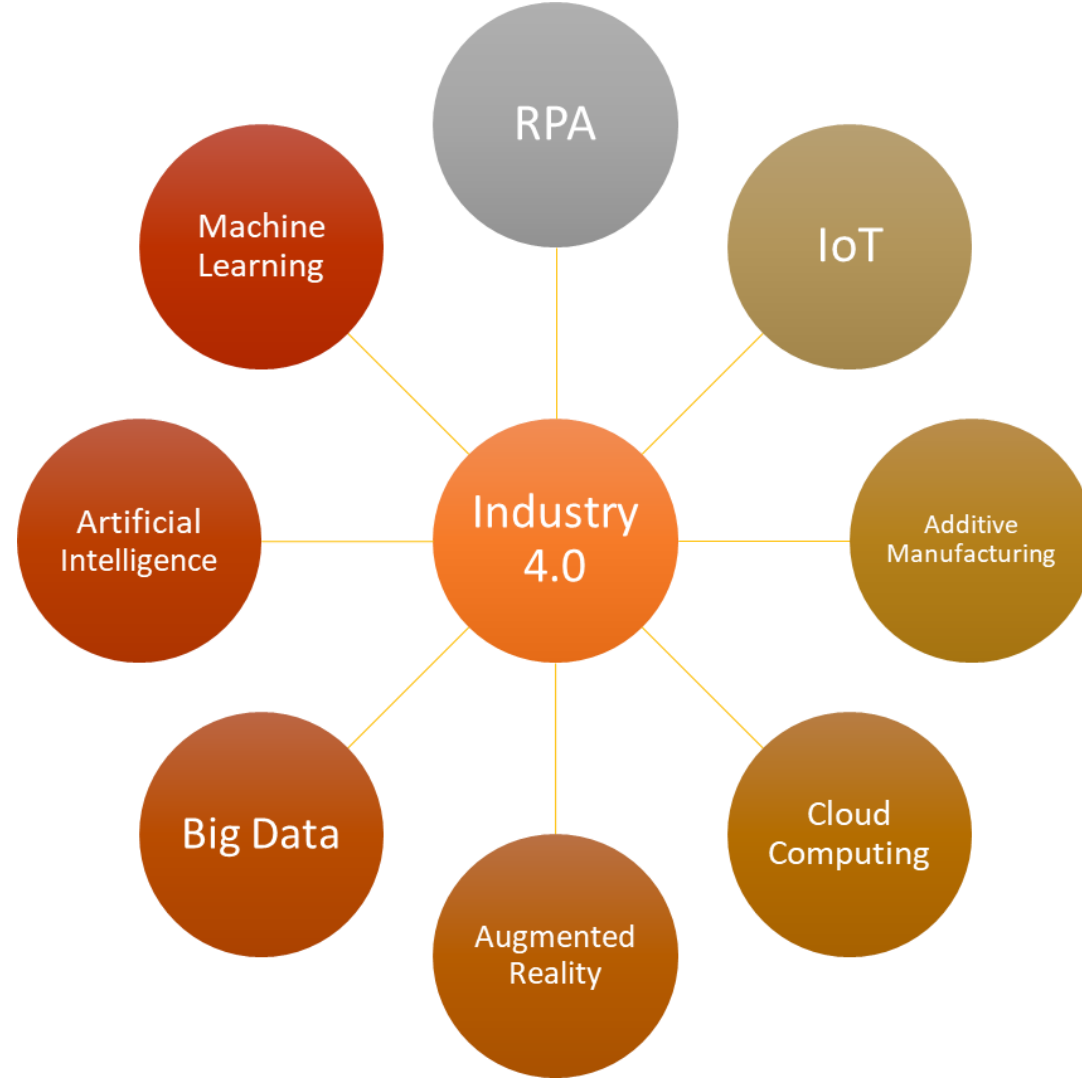 RPA
IoT
Additive
Manufacturing
Cloud
Computing
Augmented
Reality
Big Data
Artificial
Intelligence
Machine
Learning
Industry
4.0